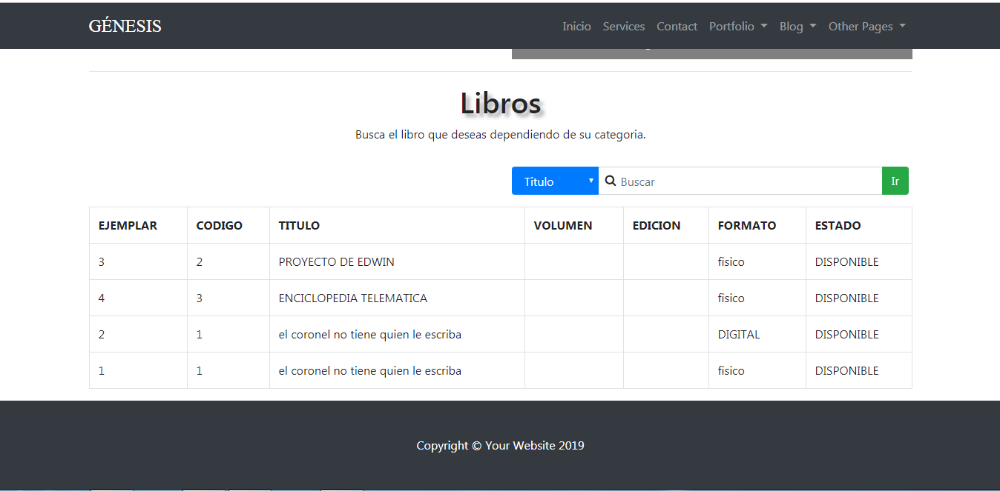 GÉNESIS Inicio Services Contact Portfolio Blog Other Pages
Libros
Busca el libro que deseas dependiendo de su categoria.
Titulo Buscar Ir
EJEMPLAR CODIGO TITULO VOLUMEN EDICION FORMATO ESTADO
3 2 PROYECTO DE EDWIN fisico DISPONIBLE
4 3 ENCICLOPEDIA TELEMATICA fisico DISPONIBLE
2 1 el coronel no tiene quien le escriba DIGITAL DISPONIBLE
1 1 el coronel no tiene quien le escriba fisico DISPONIBLE
Copyright © Your Website 2019